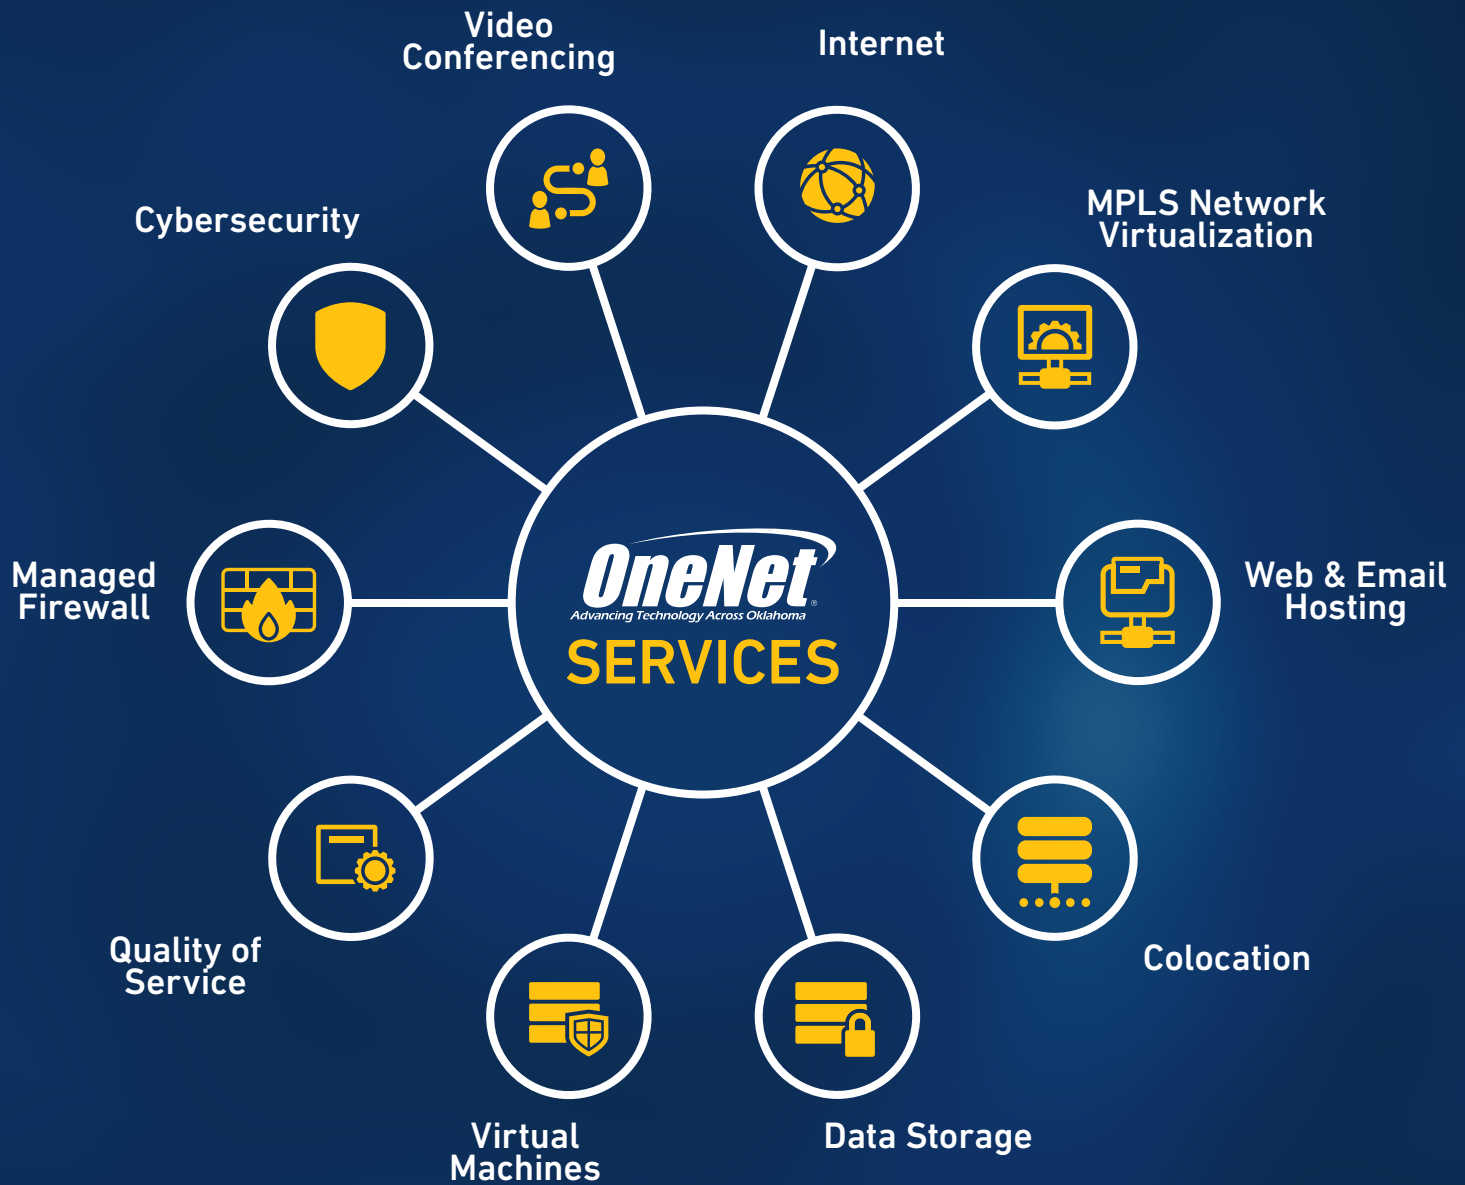 Video
Conferencing
Internet
MPLS Network
Virtualization
Cybersecurity
Managed
Firewall
OneNet®
Advancing Technology Across Oklahoma
SERVICES
Web & Email
Hosting
Quality of
Service
Colocation
Virtual
Machines
Data Storage